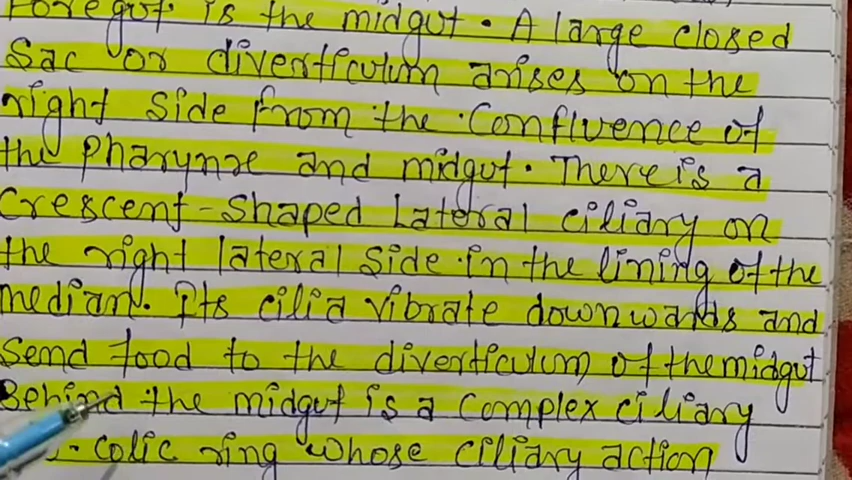 Foregut is the midgut. A large closed
Sac or diverticulum arises on the
right side from the confluence of
the pharynx and midgut. There is a
crescent-shaped lateral ciliary on
the right lateral side in the lining of the
median. Its cilia vibrate downwards and
send food to the diverticulum of the midgut
Behind the midgut is a complex ciliary
colic ring whose ciliary action